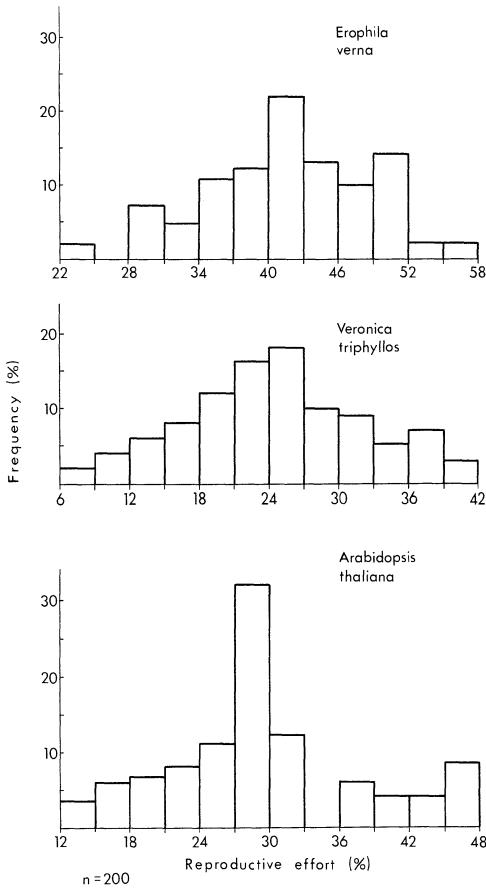 Erophila
verna
30
20
10
22 28 34 40 46 52 58
Veronica
triphyllos
20
10
6 12 18 24 30 36 42
Frequency (%)
Arabidopsis
thaliana
30
20
10
12 18 24 30 36 42 48
Reproductive effort (%)
n = 200